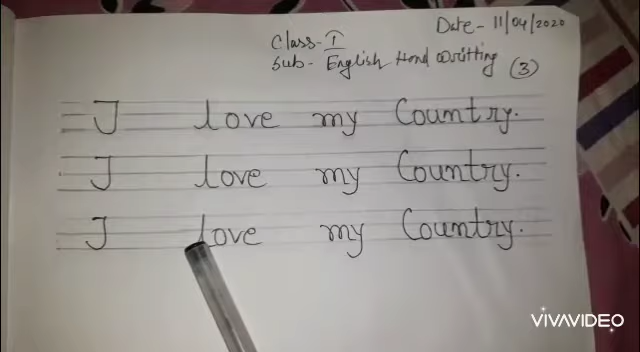 Date - 11/04/2020
Class - I
Sub - English Hand Writting (3)
I love my Country.
I love my Country.
I love my Country.
VIVAVIDEO